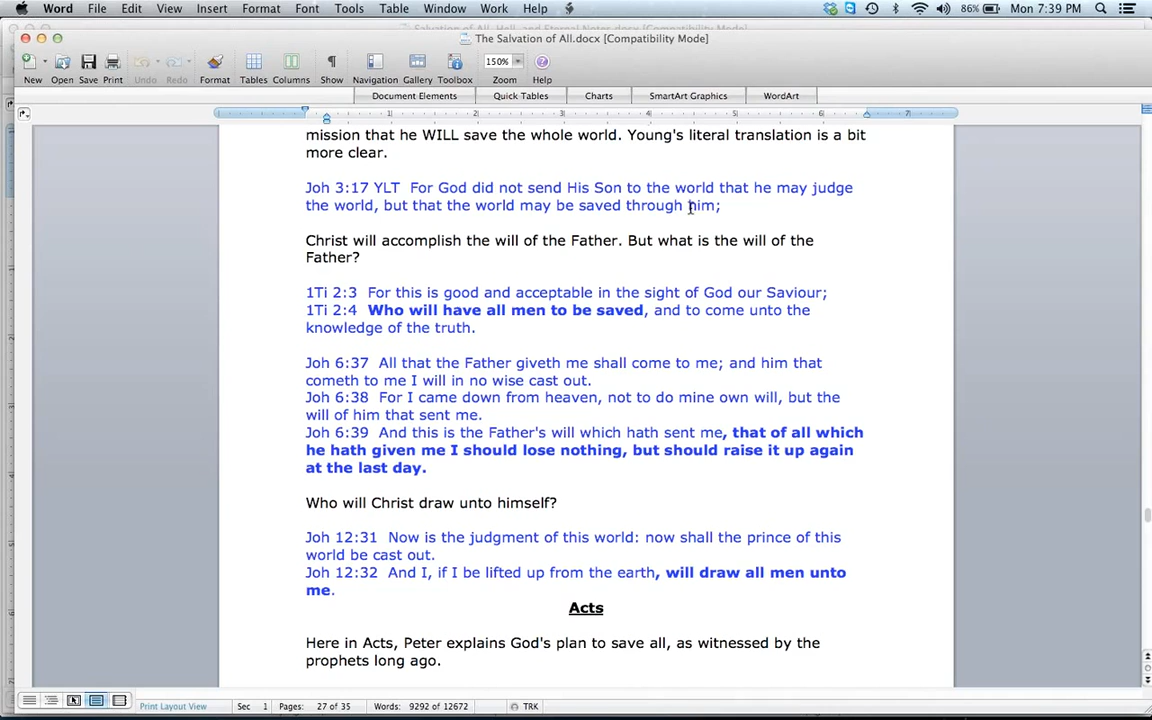 Word File Edit View Insert Format Font Tools Table Window Work Help 86% Mon 7:39 PM
The Salvation of All.docx [Compatibility Mode]
New Open Save Print Undo Redo Format Tables Columns Show Navigation Gallery Toolbox 150% Zoom Help
Document Elements Quick Tables Charts SmartArt Graphics WordArt
1 2 3 4 5 6 7
mission that he WILL save the whole world. Young's literal translation is a bit
more clear.
Joh 3:17 YLT For God did not send His Son to the world that he may judge
the world, but that the world may be saved through him;
Christ will accomplish the will of the Father. But what is the will of the
Father?
1Ti 2:3 For this is good and acceptable in the sight of God our Saviour;
1Ti 2:4 Who will have all men to be saved, and to come unto the
knowledge of the truth.
Joh 6:37 All that the Father giveth me shall come to me; and him that
cometh to me I will in no wise cast out.
Joh 6:38 For I came down from heaven, not to do mine own will, but the
will of him that sent me.
Joh 6:39 And this is the Father's will which hath sent me, that of all which
he hath given me I should lose nothing, but should raise it up again
at the last day.
Who will Christ draw unto himself?
Joh 12:31 Now is the judgment of this world: now shall the prince of this
world be cast out.
Joh 12:32 And I, if I be lifted up from the earth, will draw all men unto
me.
Acts
Here in Acts, Peter explains God's plan to save all, as witnessed by the
prophets long ago.
Print Layout View Sec 1 Pages: 27 of 35 Words: 9292 of 12672 TRK